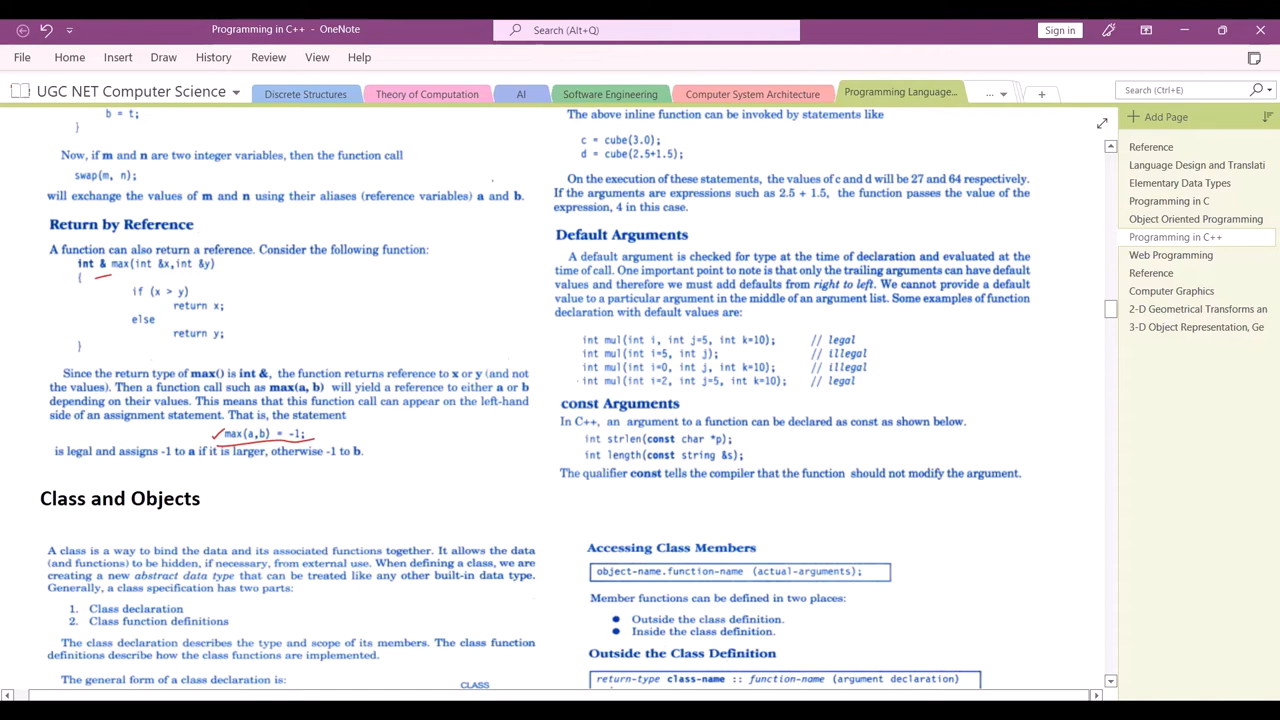 Programming in C++ - OneNote
Search (Alt+Q)
Sign in
File Home Insert Draw History Review View Help
UGC NET Computer Science
Discrete Structures
Theory of Computation
AI
Software Engineering
Computer System Architecture
Programming Language...
...
Search (Ctrl+E)
b = t;
}
Now, if m and n are two integer variables, then the function call
swap(m, n);
will exchange the values of m and n using their aliases (reference variables) a and b.
Return by Reference
A function can also return a reference. Consider the following function:
int & max(int &x,int &y)
{
if (x > y)
return x;
else
return y;
}
Since the return type of max() is int &, the function returns reference to x or y (and not
the values). Then a function call such as max(a, b) will yield a reference to either a or b
depending on their values. This means that this function call can appear on the left-hand
side of an assignment statement. That is, the statement
max(a,b) = -1;
is legal and assigns -1 to a if it is larger, otherwise -1 to b.
Class and Objects
A class is a way to bind the data and its associated functions together. It allows the data
(and functions) to be hidden, if necessary, from external use. When defining a class, we are
creating a new abstract data type that can be treated like any other built-in data type.
Generally, a class specification has two parts:
1. Class declaration
2. Class function definitions
The class declaration describes the type and scope of its members. The class function
definitions describe how the class functions are implemented.
The general form of a class declaration is:
CLASS
The above inline function can be invoked by statements like
c = cube(3.0);
d = cube(2.5+1.5);
On the execution of these statements, the values of c and d will be 27 and 64 respectively.
If the arguments are expressions such as 2.5 + 1.5, the function passes the value of the
expression, 4 in this case.
Default Arguments
A default argument is checked for type at the time of declaration and evaluated at the
time of call. One important point to note is that only the trailing arguments can have default
values and therefore we must add defaults from right to left. We cannot provide a default
value to a particular argument in the middle of an argument list. Some examples of function
declaration with default values are:
int mul(int i, int j=5, int k=10); // legal
int mul(int i=5, int j); // illegal
int mul(int i=0, int j, int k=10); // illegal
int mul(int i=2, int j=5, int k=10); // legal
const Arguments
In C++, an argument to a function can be declared as const as shown below.
int strlen(const char *p);
int length(const string &s);
The qualifier const tells the compiler that the function should not modify the argument.
Accessing Class Members
object-name.function-name (actual-arguments);
Member functions can be defined in two places:
● Outside the class definition.
● Inside the class definition.
Outside the Class Definition
return-type class-name :: function-name (argument declaration)
Add Page
Reference
Language Design and Translati
Elementary Data Types
Programming in C
Object Oriented Programming
Programming in C++
Web Programming
Reference
Computer Graphics
2-D Geometrical Transforms an
3-D Object Representation, Ge